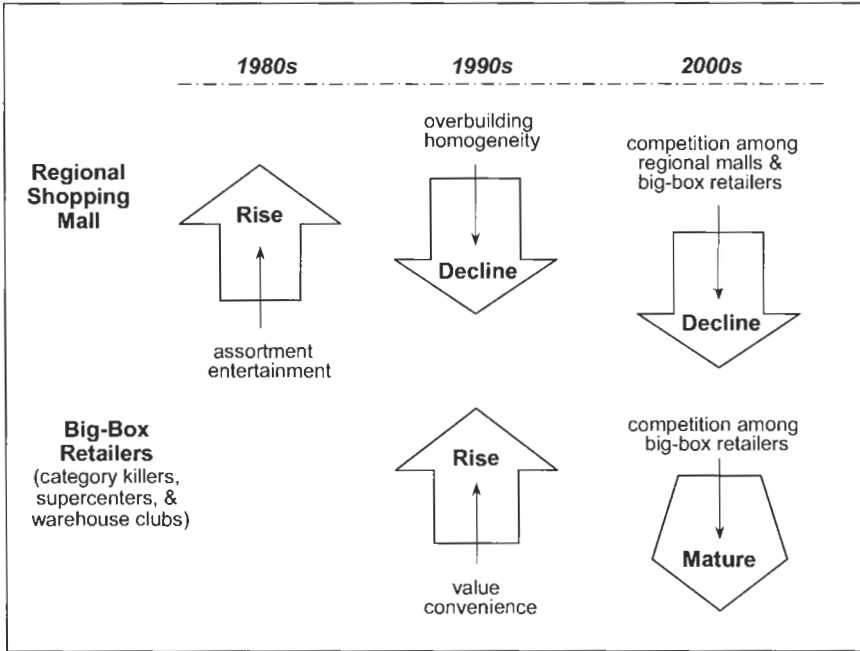 1980s 1990s 2000s
Regional
Shopping
Mall
Rise
assortment
entertainment
overbuilding
homogeneity
Decline
competition among
regional malls &
big-box retailers
Decline
Big-Box
Retailers
(category killers,
supercenters, &
warehouse clubs)
Rise
value
convenience
competition among
big-box retailers
Mature